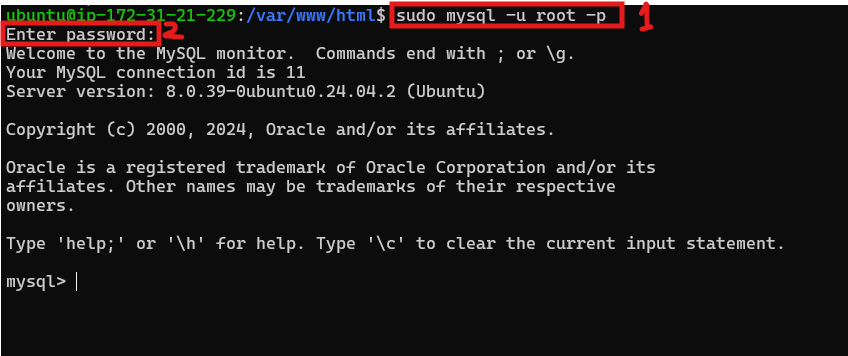 ubuntu@ip-172-31-21-229:/var/www/html$ sudo mysql -u root -p 1
Enter password: 2
Welcome to the MySQL monitor.  Commands end with ; or \g.
Your MySQL connection id is 11
Server version: 8.0.39-0ubuntu0.24.04.2 (Ubuntu)

Copyright (c) 2000, 2024, Oracle and/or its affiliates.

Oracle is a registered trademark of Oracle Corporation and/or its
affiliates. Other names may be trademarks of their respective
owners.

Type 'help;' or '\h' for help. Type '\c' to clear the current input statement.

mysql>